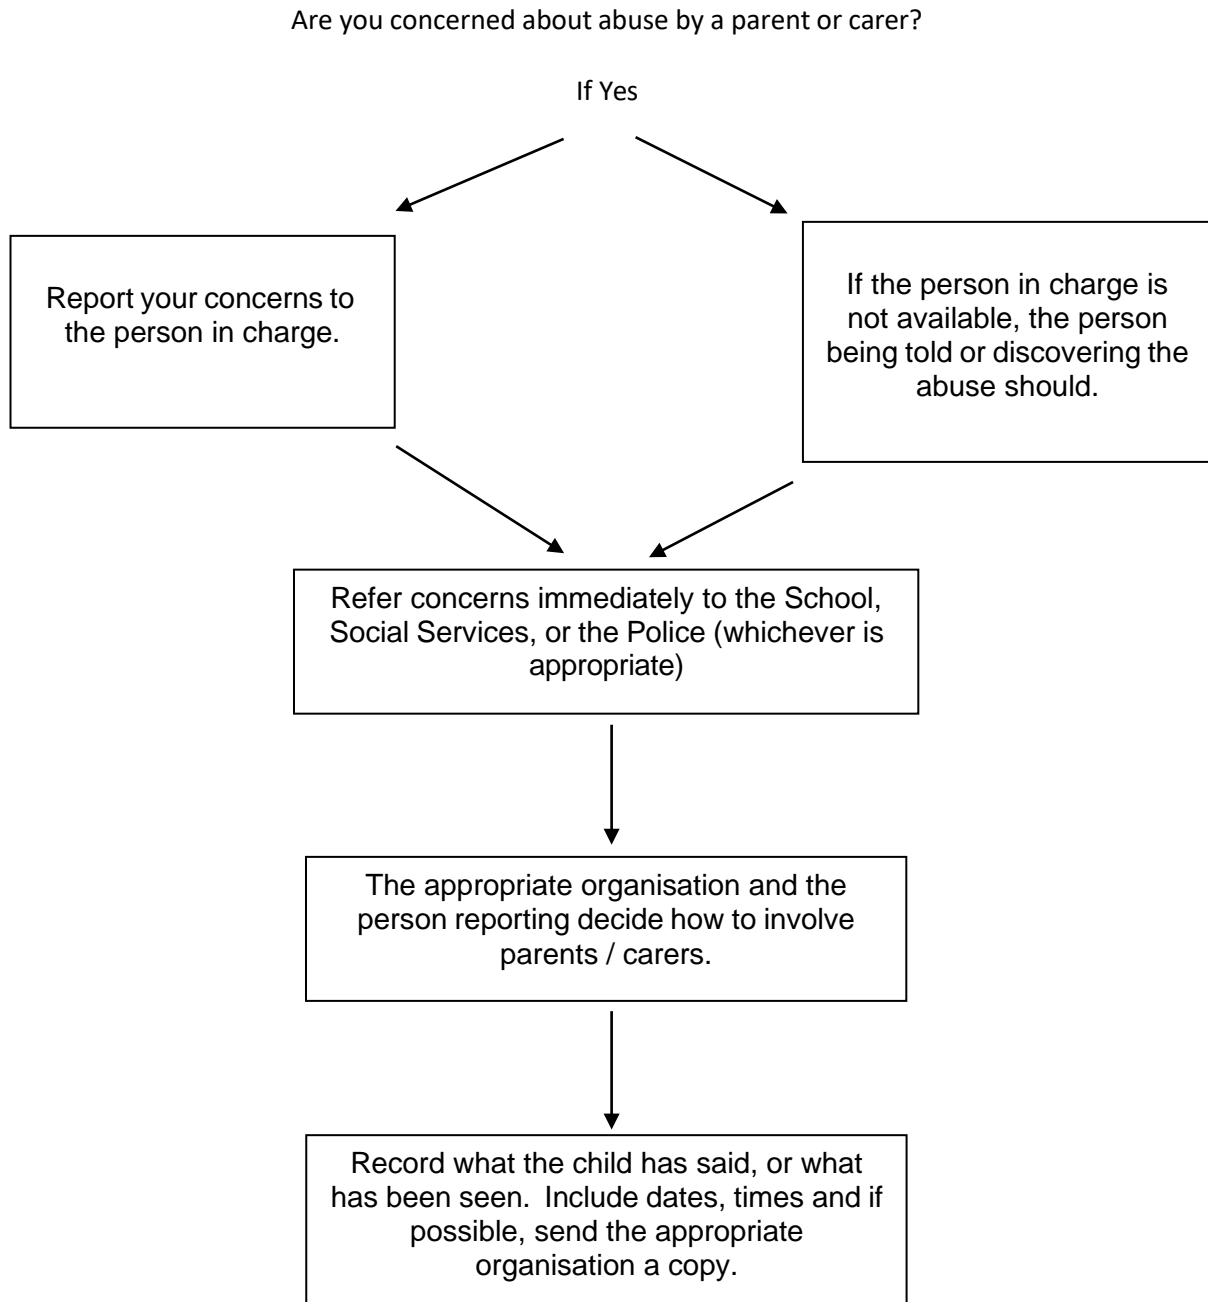 Are you concerned about abuse by a parent or carer?
If Yes
Report your concerns to
the person in charge.
If the person in charge is
not available, the person
being told or discovering the
abuse should.
Refer concerns immediately to the School,
Social Services, or the Police (whichever is
appropriate)
The appropriate organisation and the
person reporting decide how to involve
parents / carers.
Record what the child has said, or what
has been seen.  Include dates, times and if
possible, send the appropriate
organisation a copy.